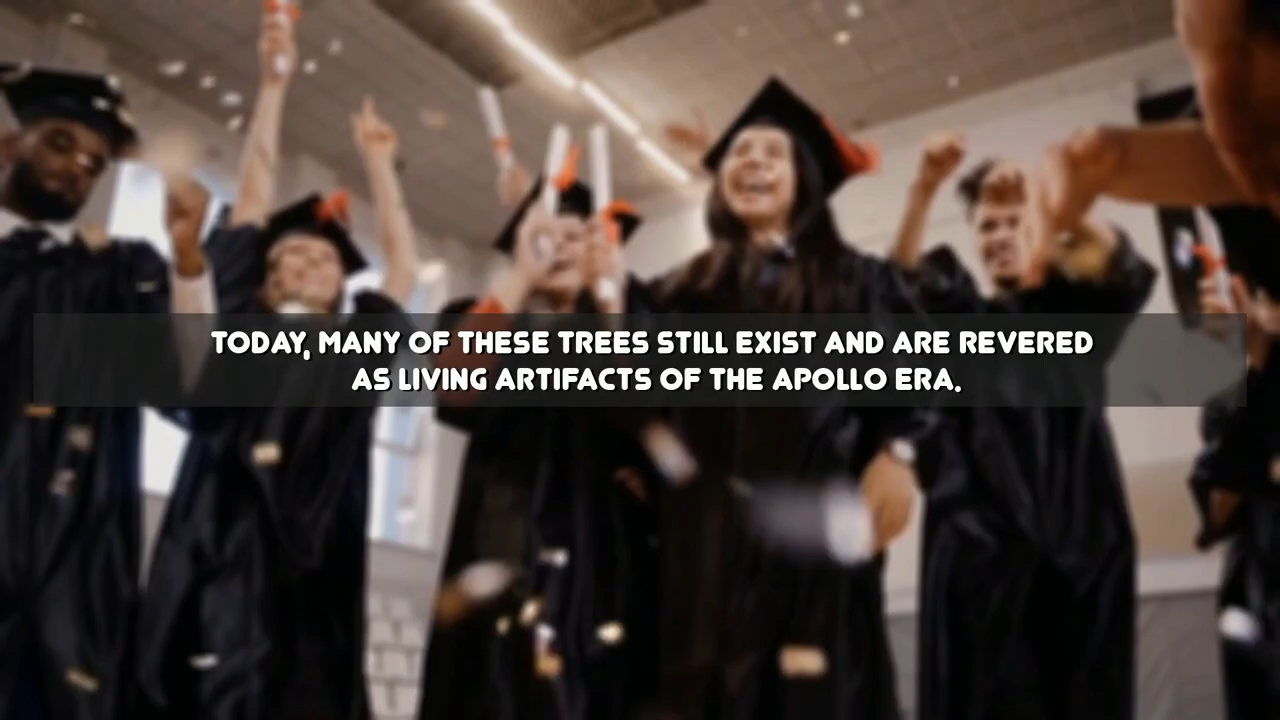 TODAY, MANY OF THESE TREES STILL EXIST AND ARE REVERED
AS LIVING ARTIFACTS OF THE APOLLO ERA.